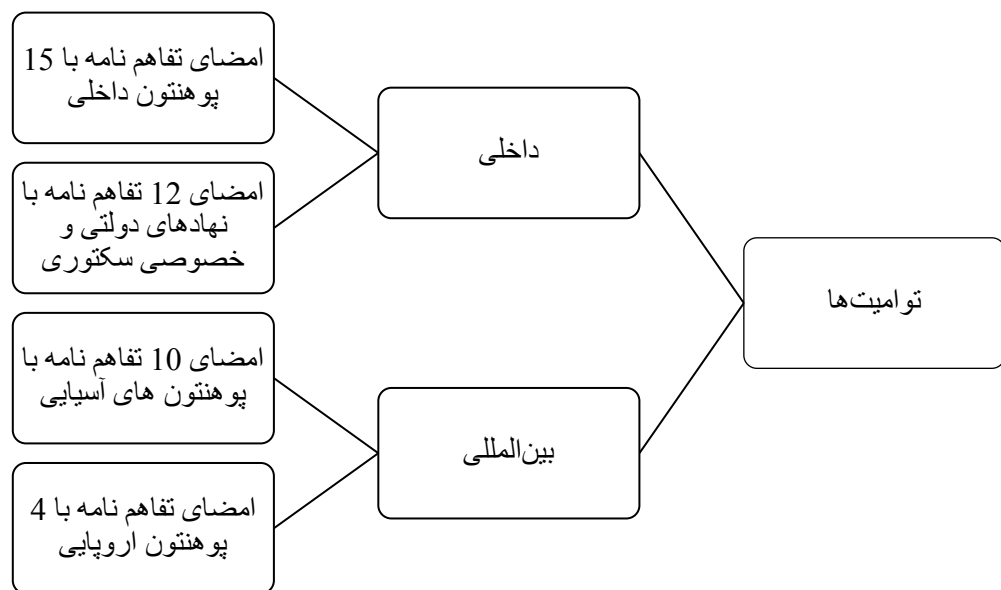 توامیت‌ها
داخلی
امضای تفاهم نامه با 15
پوهنتون داخلی
امضای 12 تفاهم نامه با
نهادهای دولتی و
خصوصی سکتوری
بین‌المللی
امضای 10 تفاهم نامه با
پوهنتون های آسیایی
امضای تفاهم نامه با 4
پوهنتون اروپایی